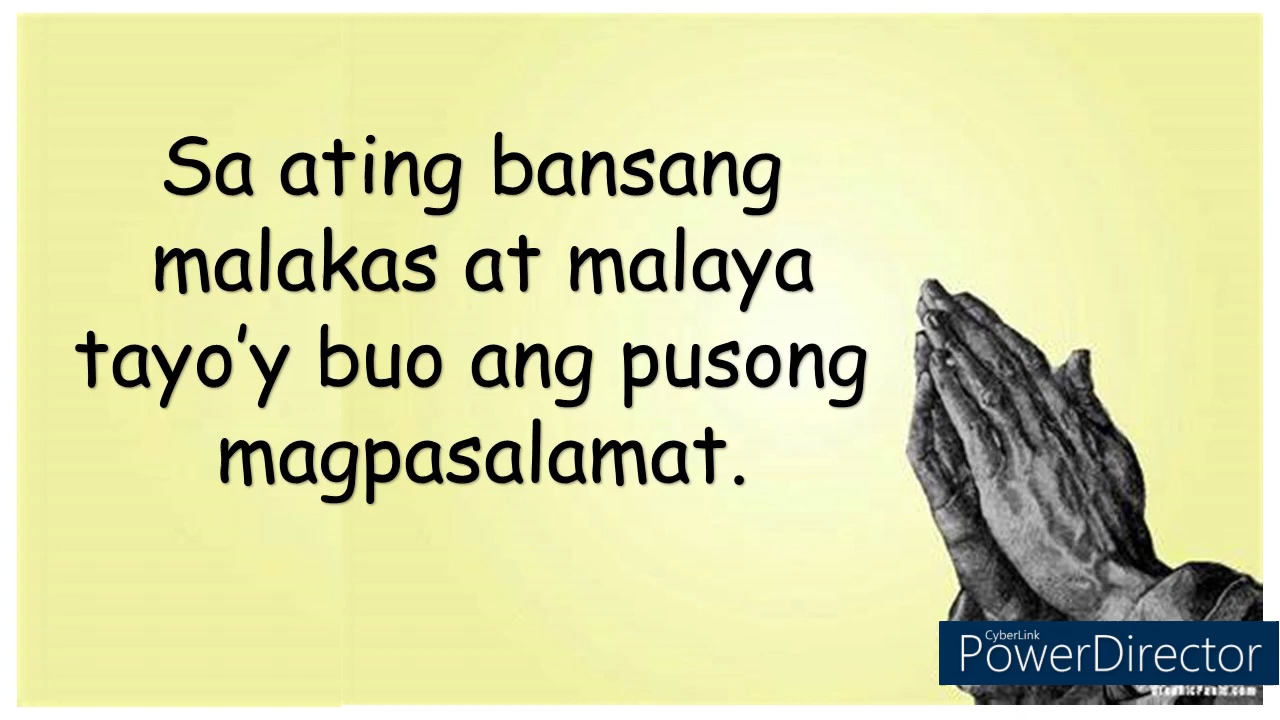 Sa ating bansang
malakas at malaya
tayo'y buo ang pusong
magpasalamat.
CyberLink
PowerDirector